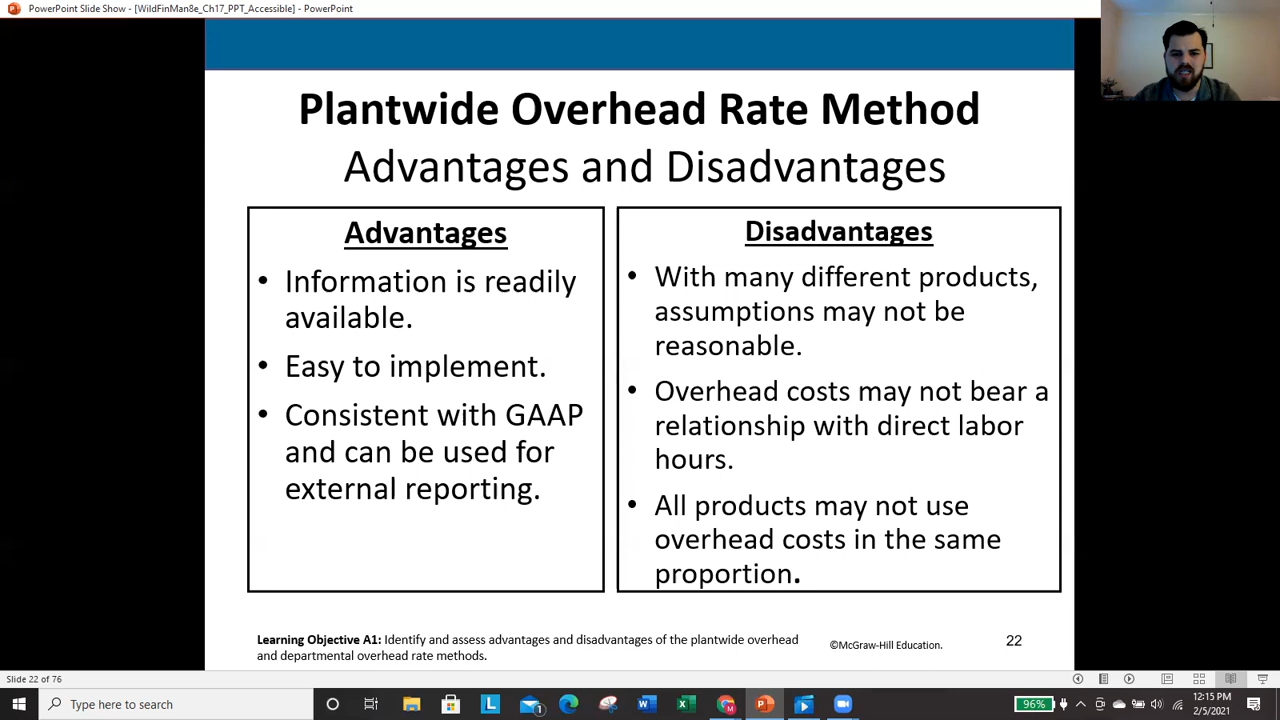 PowerPoint Slide Show - [WildFinMan8e_Ch17_PPT_Accessible] - PowerPoint
Plantwide Overhead Rate Method
Advantages and Disadvantages
Advantages
• Information is readily
available.
• Easy to implement.
• Consistent with GAAP
and can be used for
external reporting.
Disadvantages
• With many different products,
assumptions may not be
reasonable.
• Overhead costs may not bear a
relationship with direct labor
hours.
• All products may not use
overhead costs in the same
proportion.
Learning Objective A1: Identify and assess advantages and disadvantages of the plantwide overhead
and departmental overhead rate methods.
©McGraw-Hill Education.
22
Slide 22 of 76
Type here to search
96%
12:15 PM
2/5/2021